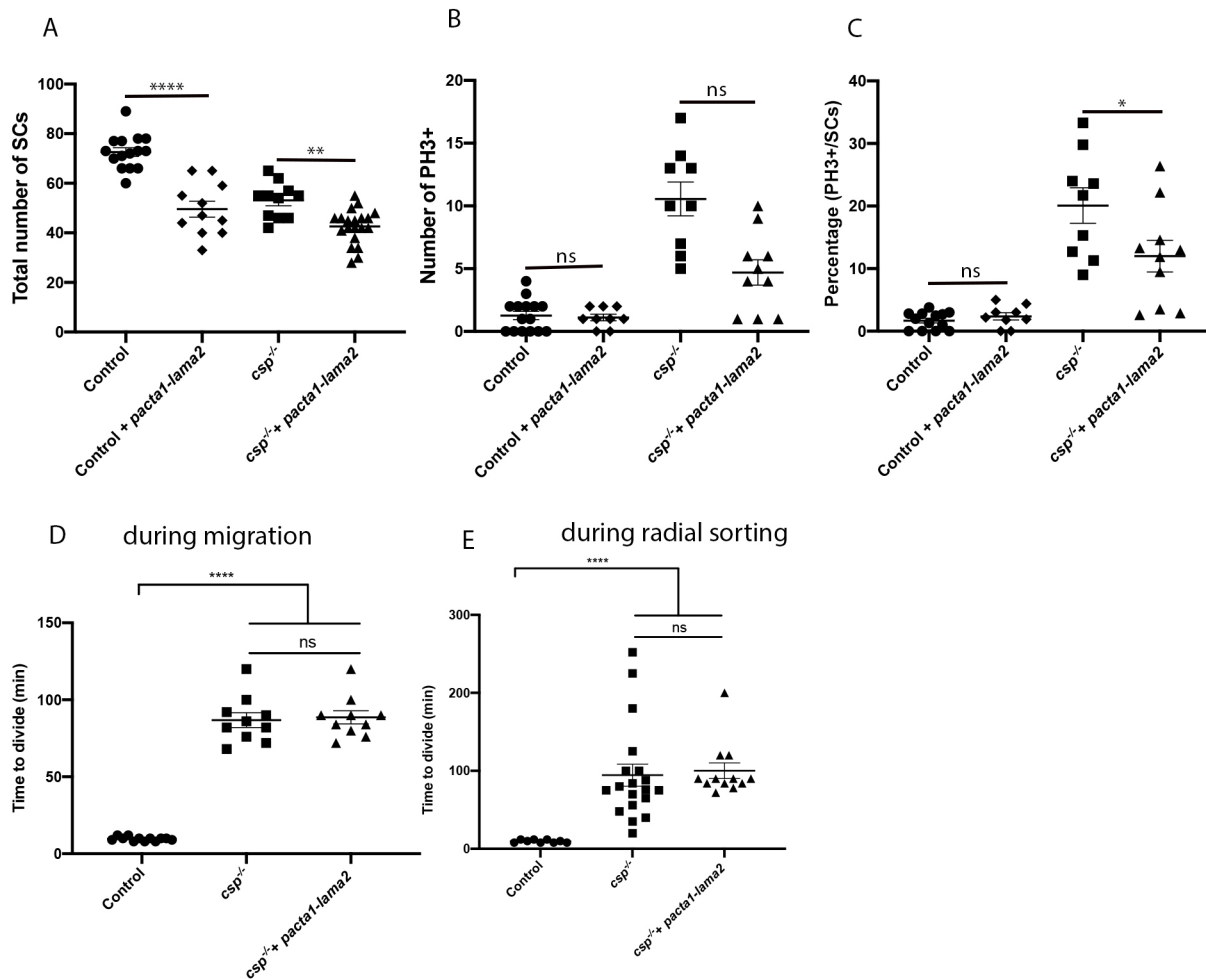 A
B
C
Total number of SCs
100
80
60
40
20
0
****
**
Control
Control + pacta1-lama2
csp-/-
csp-/-+ pacta1-lama2
Number of PH3+
20
15
10
5
0
ns
ns
Control
Control + pacta1-lama2
csp-/-
csp-/-+ pacta1-lama2
Percentage (PH3+/SCs)
40
30
20
10
0
ns
*
Control
Control + pacta1-lama2
csp-/-
csp-/-+ pacta1-lama2
D during migration
Time to divide (min)
150
100
50
0
****
ns
Control
csp-/-
csp-/-+ pacta1-lama2
E during radial sorting
Time to divide (min)
300
200
100
0
****
ns
Control
csp-/-
csp-/-+ pacta1-lama2